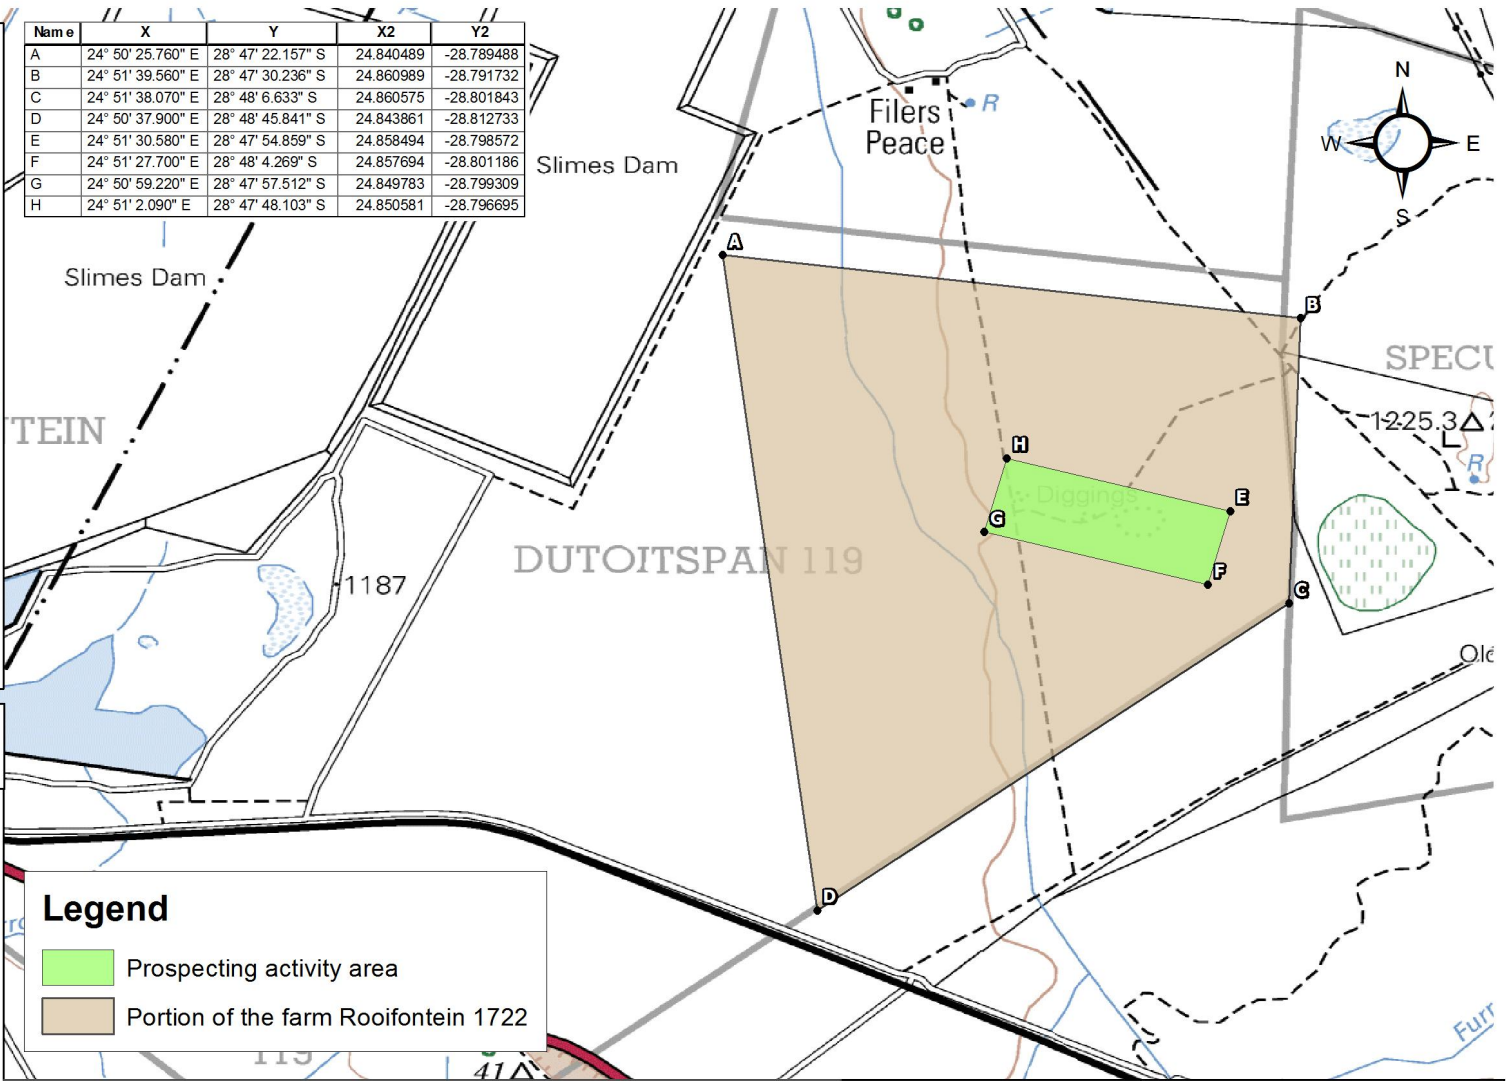 Name X Y X2 Y2
A 24° 50' 25.760" E 28° 47' 22.157" S 24.840489 -28.789488
B 24° 51' 39.560" E 28° 47' 30.236" S 24.860989 -28.791732
C 24° 51' 38.070" E 28° 48' 6.633" S 24.860575 -28.801843
D 24° 50' 37.900" E 28° 48' 45.841" S 24.843861 -28.812733
E 24° 51' 30.580" E 28° 47' 54.859" S 24.858494 -28.798572
F 24° 51' 27.700" E 28° 48' 4.269" S 24.857694 -28.801186
G 24° 50' 59.220" E 28° 47' 57.512" S 24.849783 -28.799309
H 24° 51' 2.090" E 28° 47' 48.103" S 24.850581 -28.796695
N
W E
S
Filers
Peace
R
Slimes Dam
Slimes Dam
A
B
SPECU
TEIN
1225.3
R
H
Diggings
E
G
DUTOITSPAN 119
F
C
1187
Old
D
Legend
Prospecting activity area
Portion of the farm Rooifontein 1722
Furr
119
41